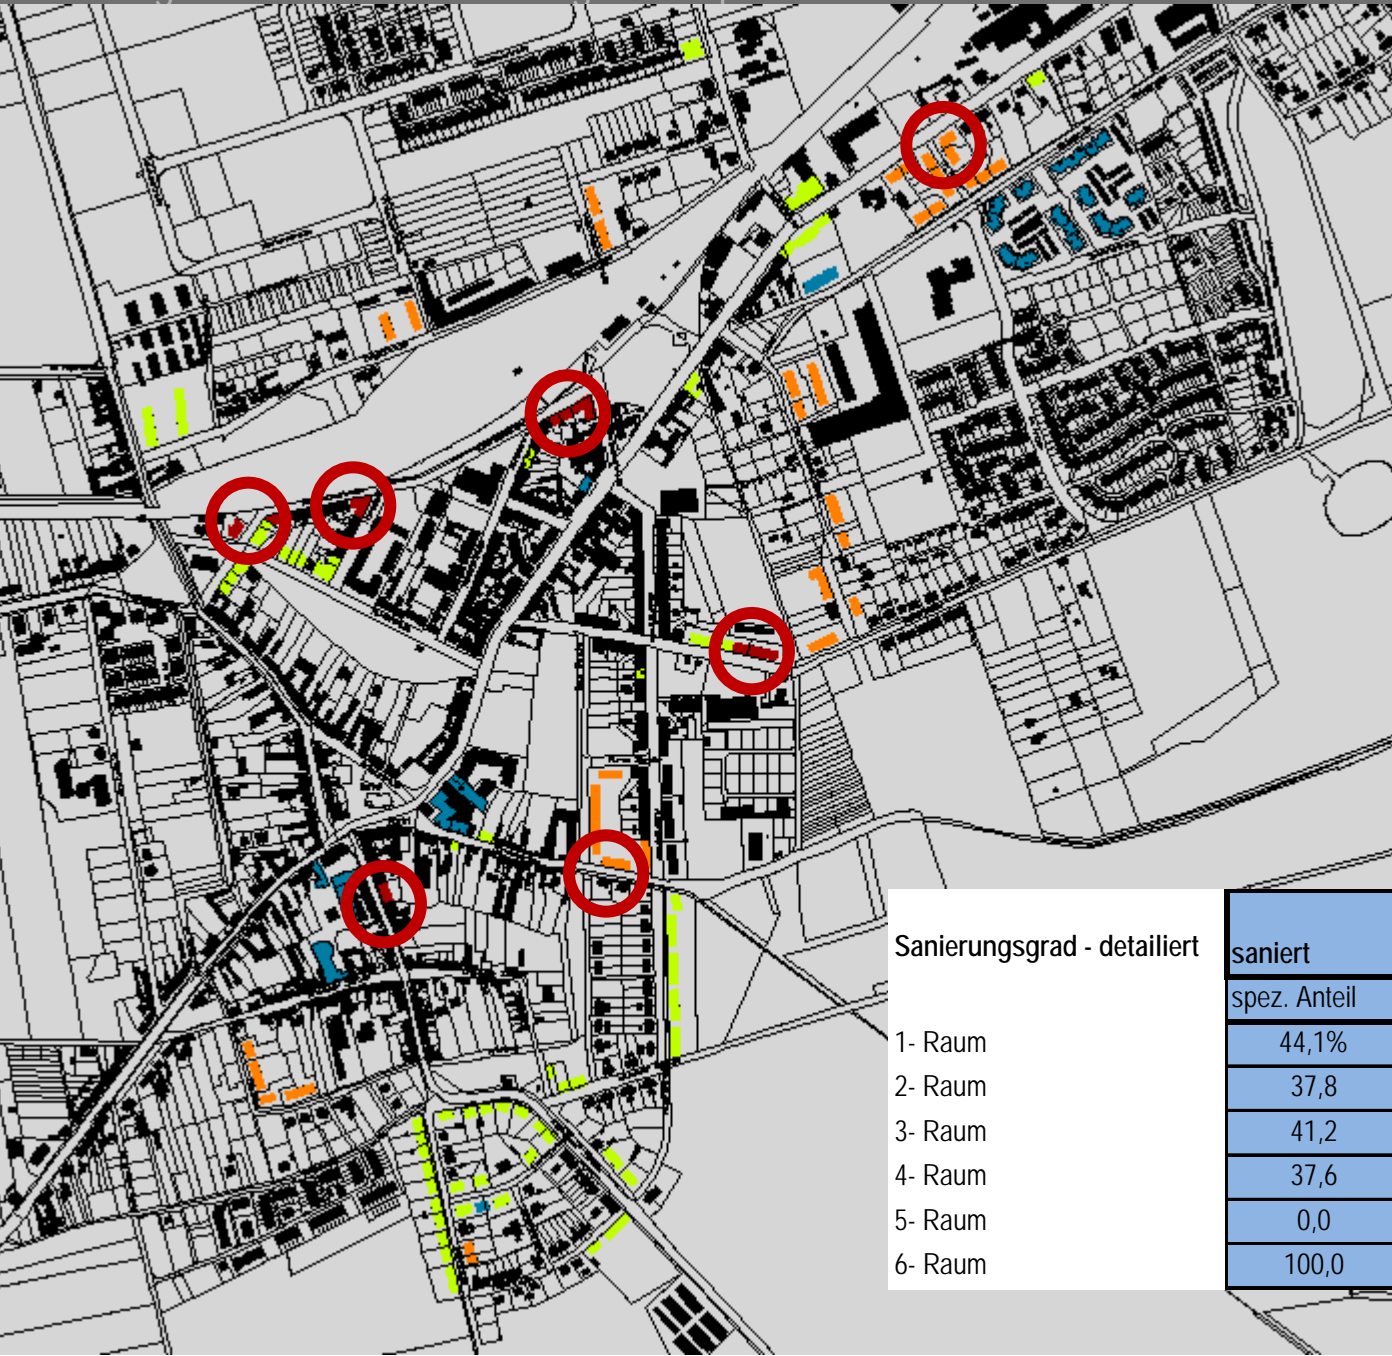 Sanierungsgrad - detailiert
saniert
spez. Anteil
1- Raum 44,1%
2- Raum 37,8
3- Raum 41,2
4- Raum 37,6
5- Raum 0,0
6- Raum 100,0